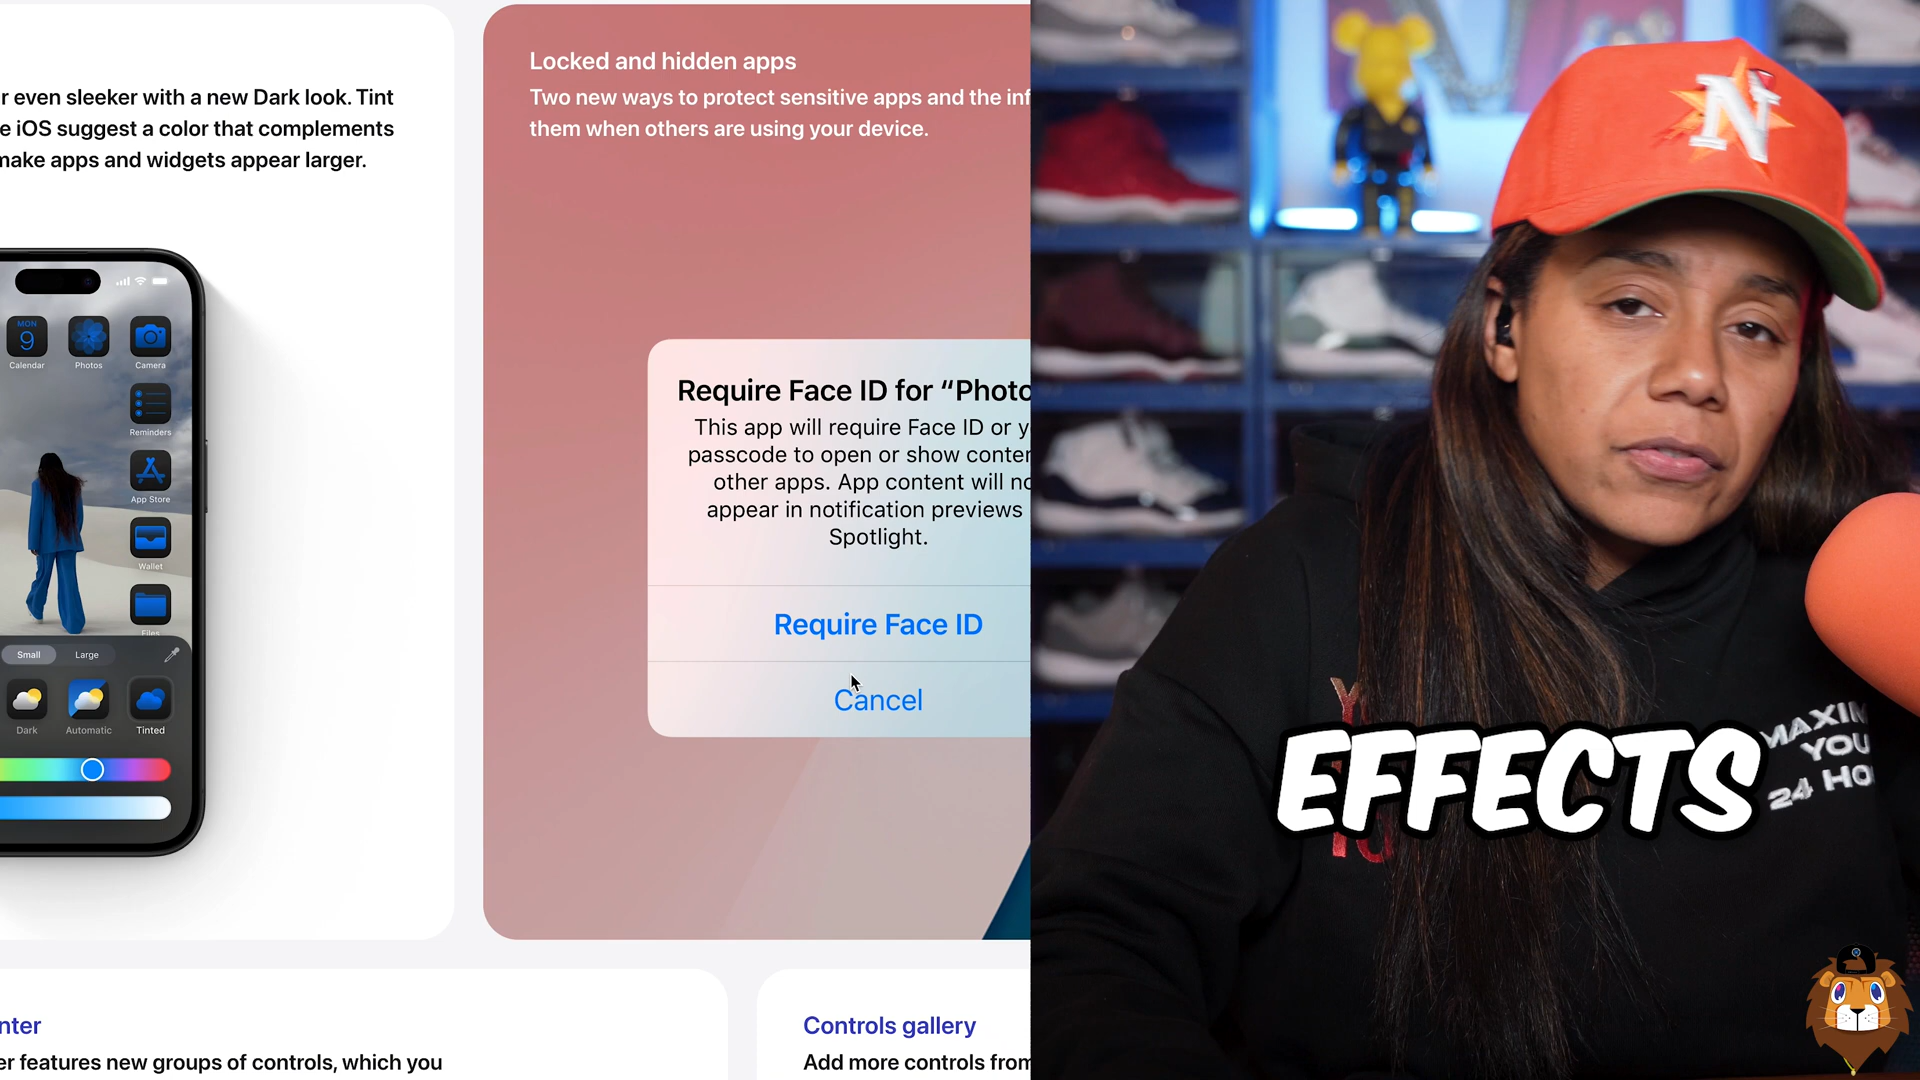 r even sleeker with a new Dark look. Tint
e iOS suggest a color that complements
make apps and widgets appear larger.
MON
9
Calendar
Photos
Camera
Reminders
App Store
Wallet
Files
Small
Large
Dark
Automatic
Tinted
Locked and hidden apps
Two new ways to protect sensitive apps and the inf
them when others are using your device.
Require Face ID for “Photo
This app will require Face ID or y
passcode to open or show conten
other apps. App content will no
appear in notification previews
Spotlight.
Require Face ID
Cancel
nter
er features new groups of controls, which you
Controls gallery
Add more controls from
N
EFFECTS
MAXIM
YOU
24 HO